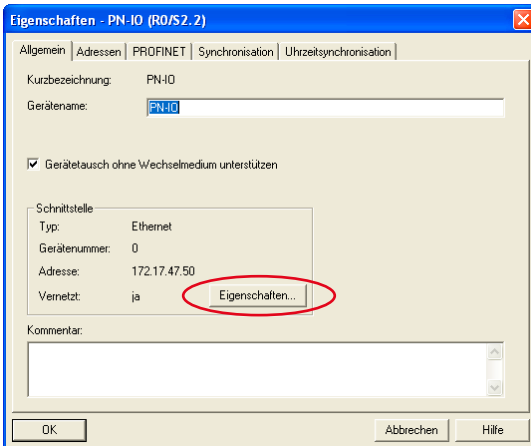 Eigenschaften - PN-IO (R0/S2.2)
Allgemein Adressen PROFINET Synchronisation Uhrzeitsynchronisation
Kurzbezeichnung: PN-IO
Gerätename: PN-IO
Gerätetausch ohne Wechselmedium unterstützen
Schnittstelle
Typ: Ethernet
Gerätenummer: 0
Adresse: 172.17.47.50
Vernetzt: ja Eigenschaften...
Kommentar:
OK Abbrechen Hilfe